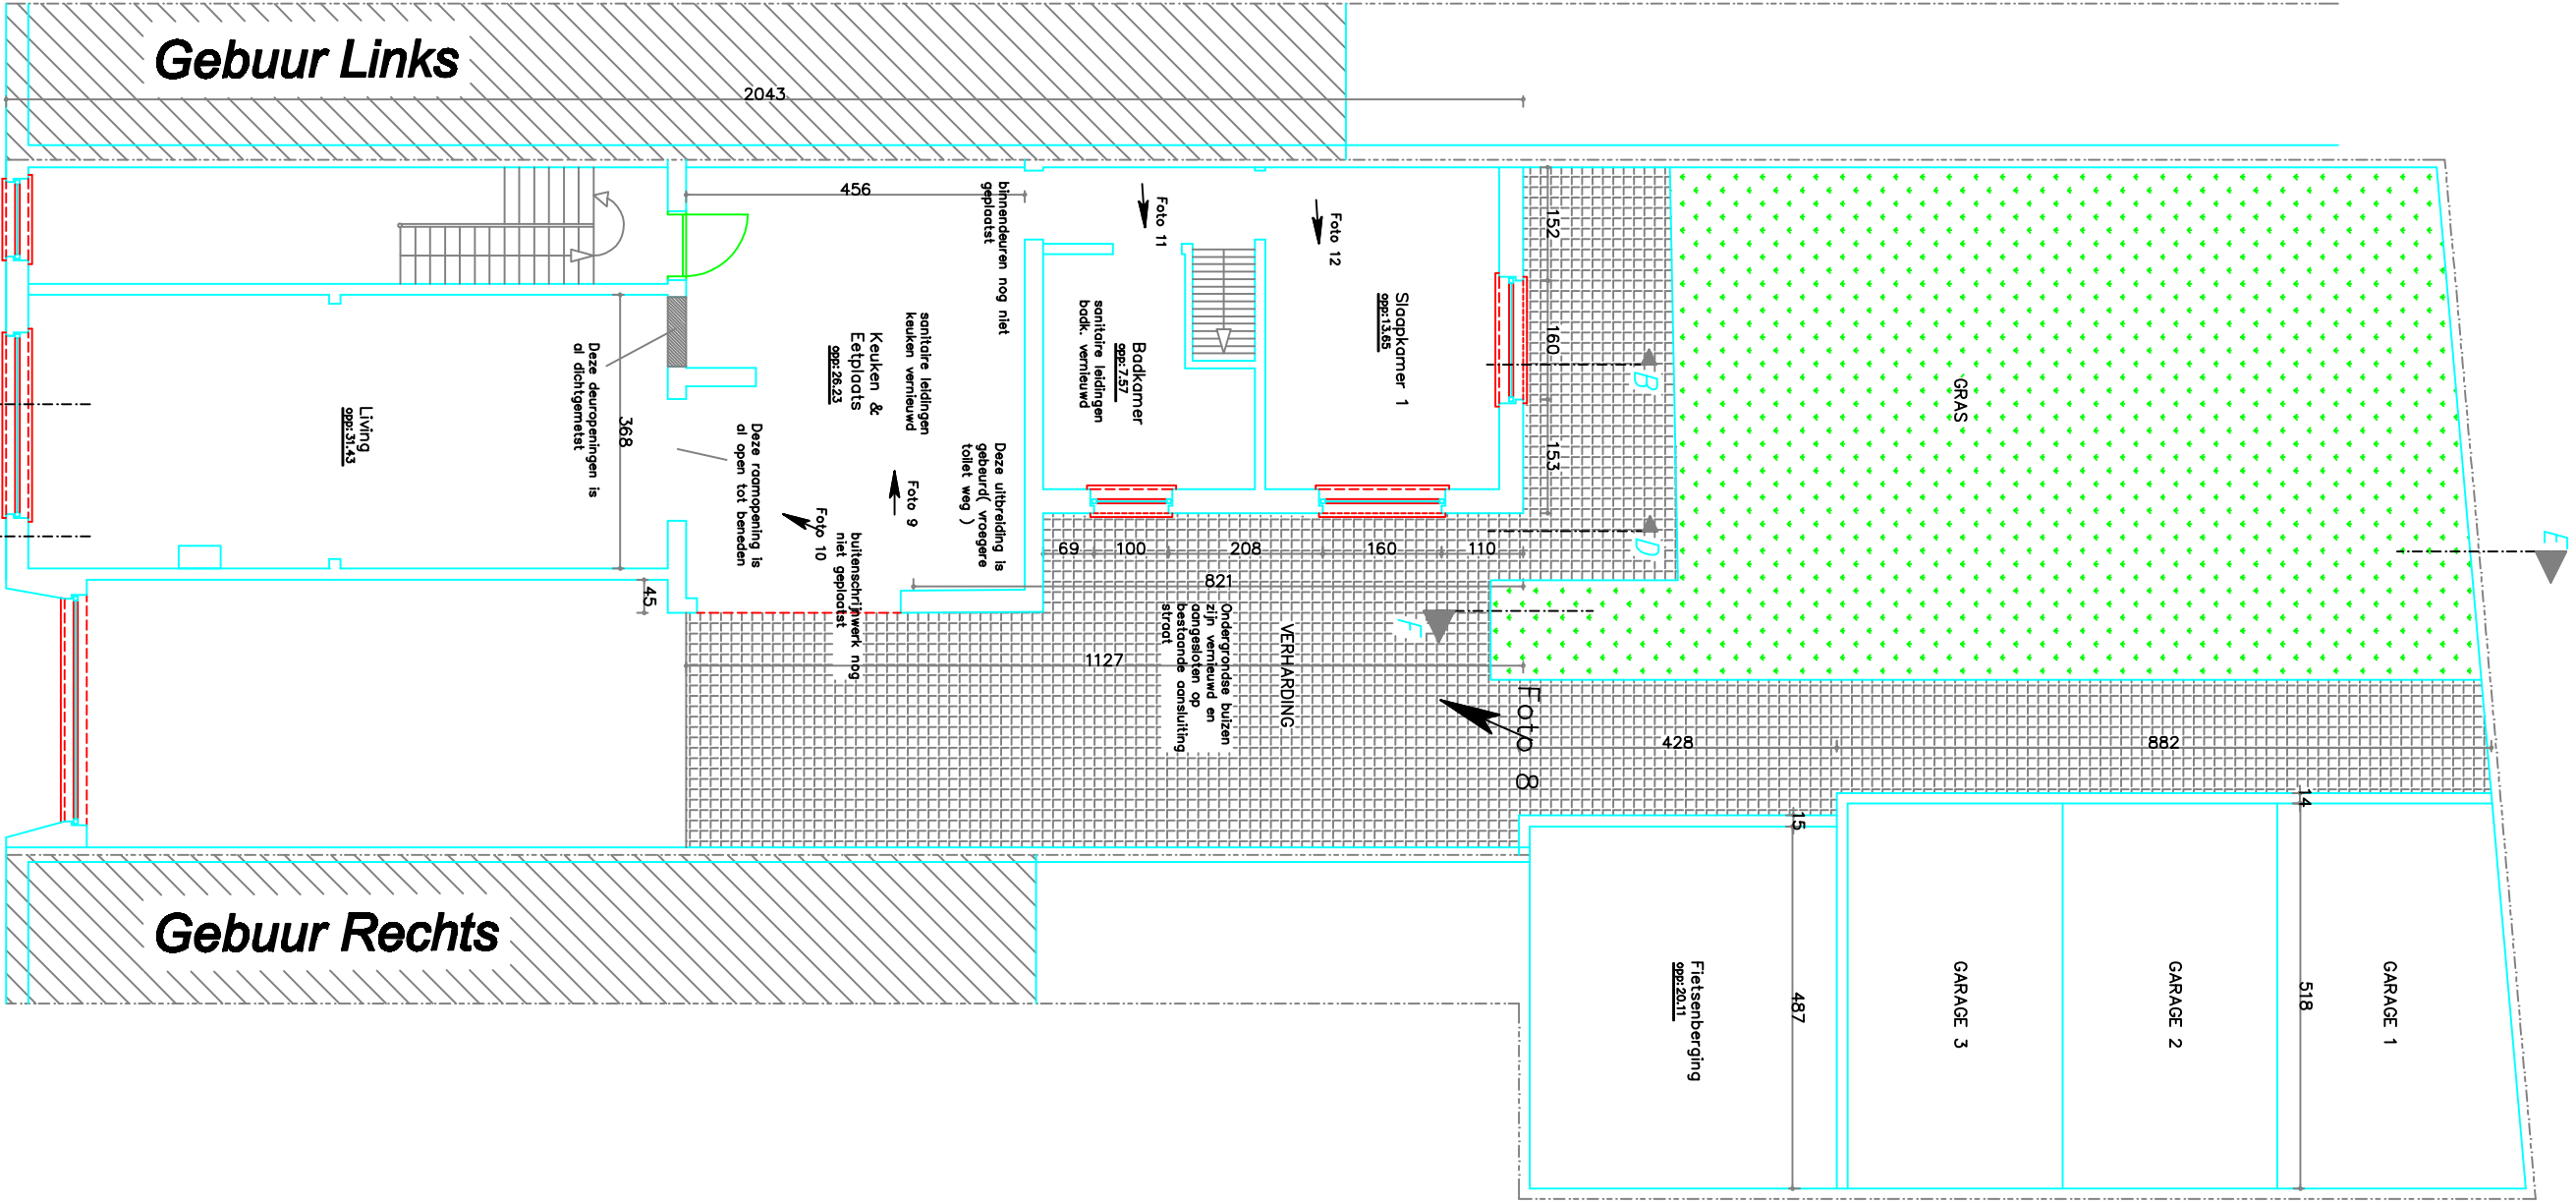 Gebuur Links
2043
456
binnendeuren nog niet
geplaatst
Foto 11
Foto 12
152
160
153
B
D
GRAS
E
Slaapkamer 1
opp:13.65
Badkamer
opp:7.57
sanitaire leidingen
badk. vernieuwd
sanitaire leidingen
keuken vernieuwd
Keuken &
Eetplaats
opp:26.23
Deze deuropeningen is
al dichtgemetst
Living
opp:31.43
368
Deze raamopening is
al open tot beneden
Deze uitbreiding is
gebeurd( vroegere
toilet weg )
Foto 9
Foto 10
buitenschrijnwerk nog
niet geplaatst
45
69
100
208
160
110
821
F
1127
Ondergrondse buizen
zijn vernieuwd en
aangesloten op
bestaande aansluiting
straat
VERHARDING
Foto 8
428
882
14
15
Gebuur Rechts
Fietsenberging
opp:20.11
487
GARAGE 3
GARAGE 2
518
GARAGE 1